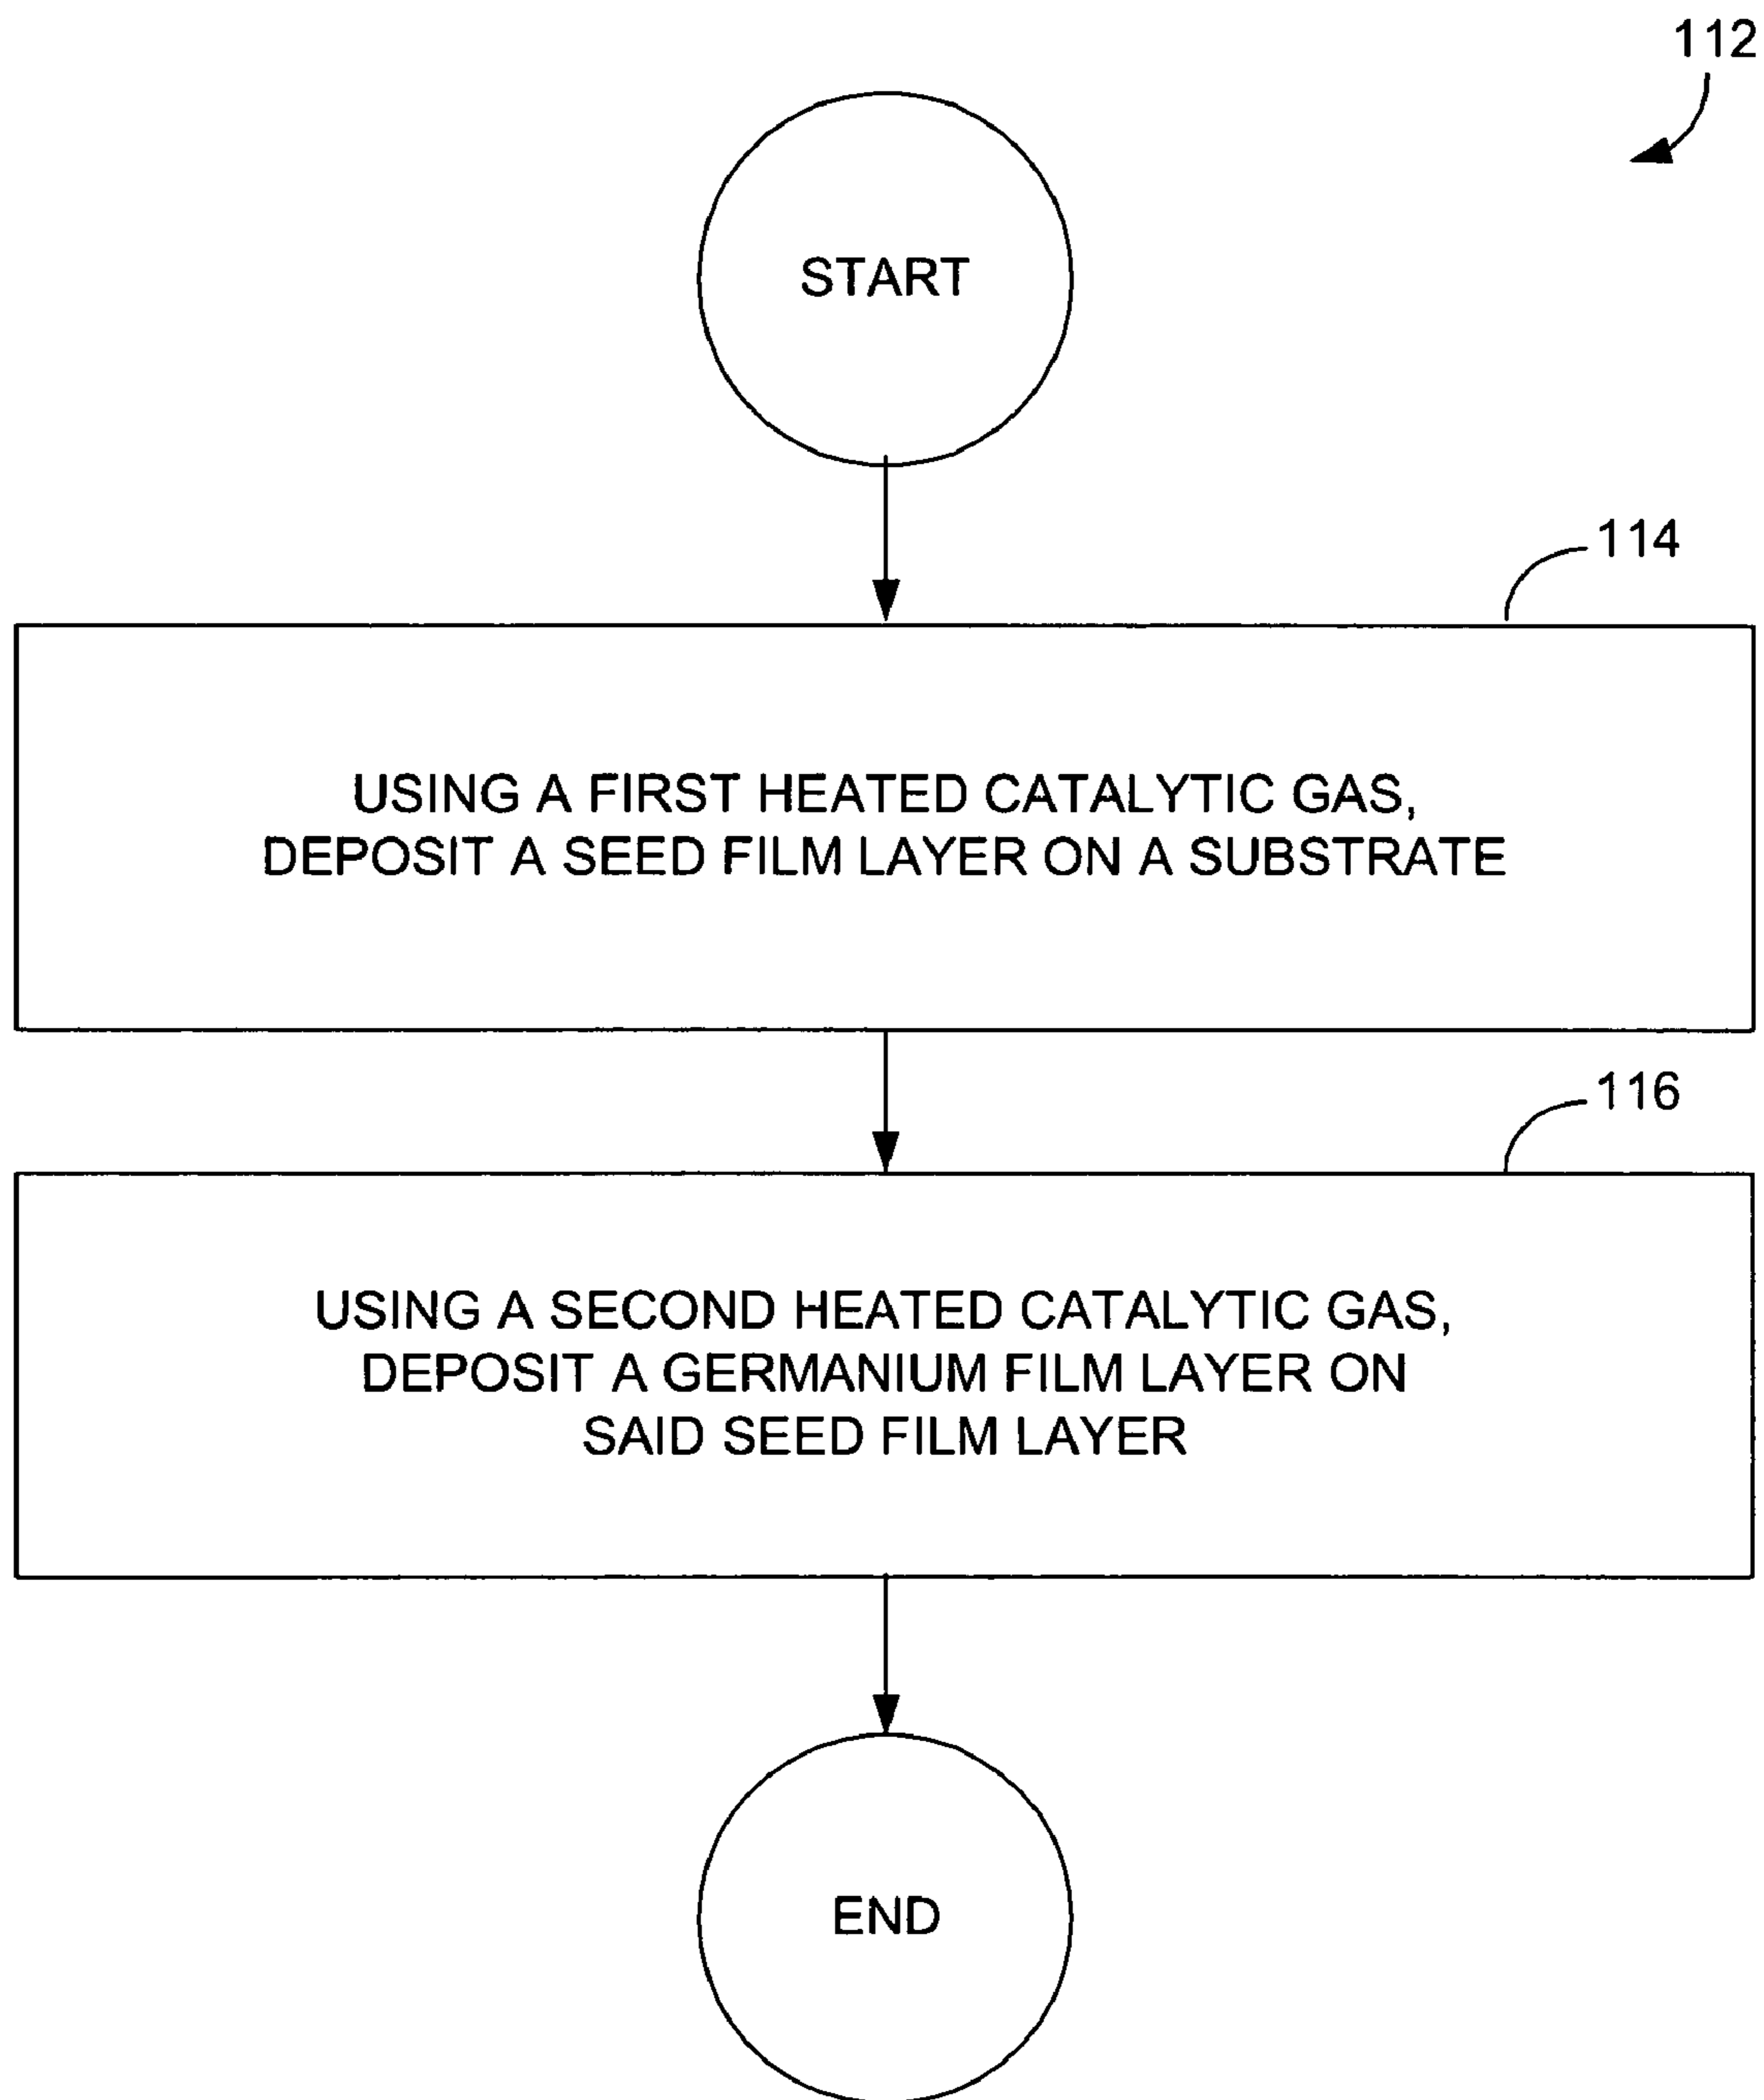 112
START
114
USING A FIRST HEATED CATALYTIC GAS,
DEPOSIT A SEED FILM LAYER ON A SUBSTRATE
116
USING A SECOND HEATED CATALYTIC GAS,
DEPOSIT A GERMANIUM FILM LAYER ON
SAID SEED FILM LAYER
END